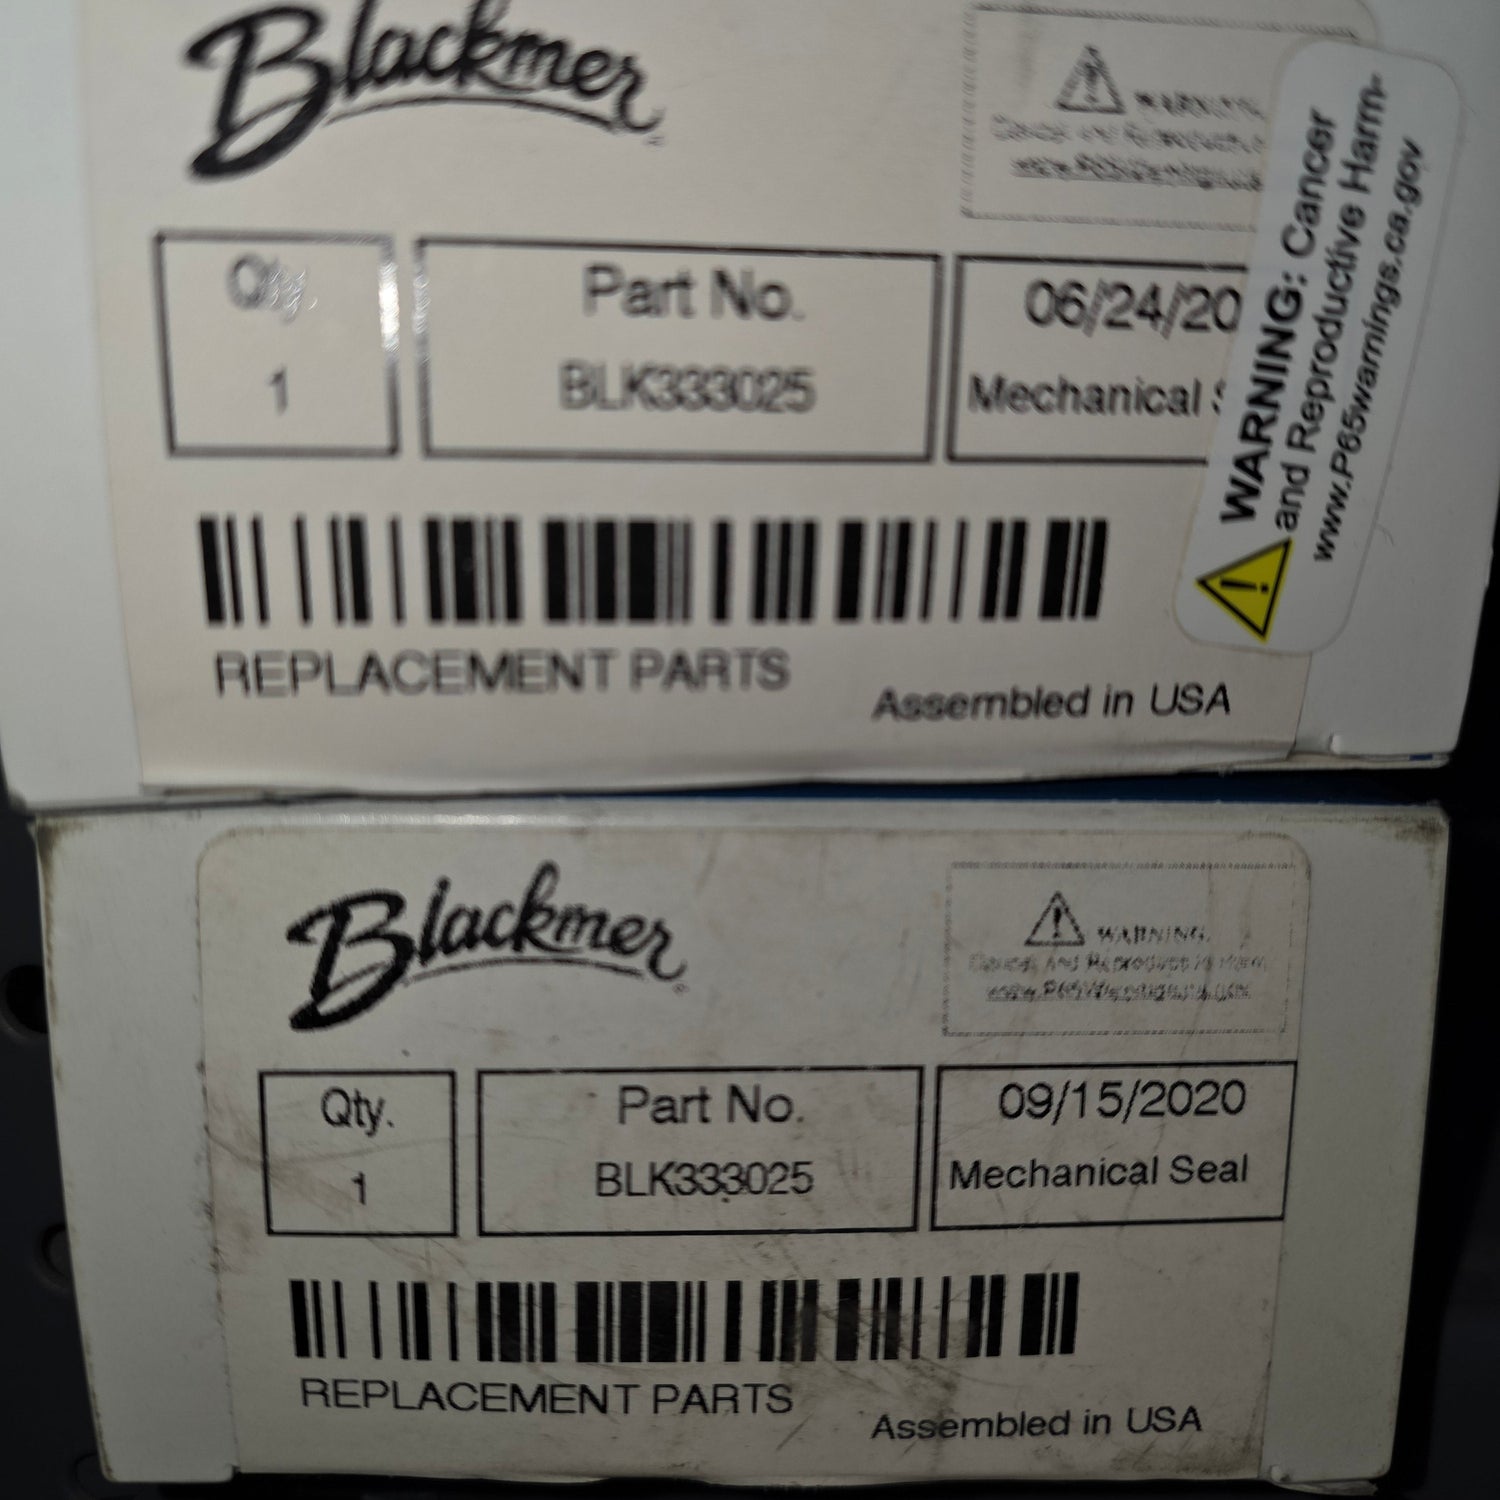 Blackmer
WARNING:
Qty.
Part No.
06/24/20
1
BLK333025
Mechanical
REPLACEMENT PARTS
Assembled in USA
WARNING: Cancer
and Reproductive Harm-
www.P65warnings.ca.gov
Blackmer
WARNING:
Qty.
Part No.
09/15/2020
1
BLK333025
Mechanical Seal
REPLACEMENT PARTS
Assembled in USA